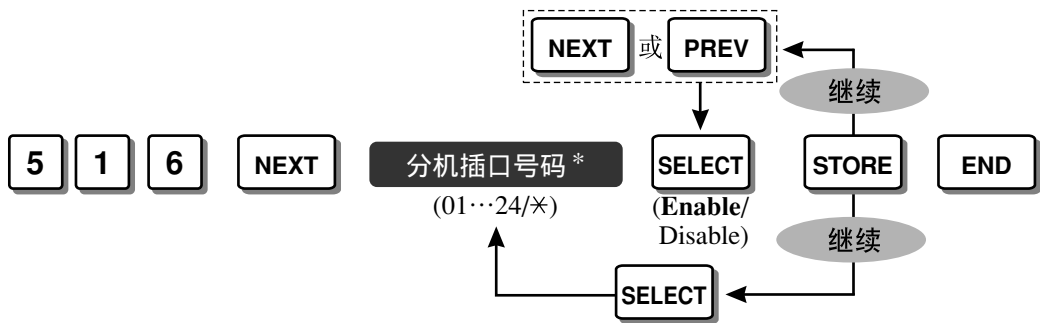 NEXT 或 PREV
继续
5 1 6 NEXT 分机插口号码* SELECT STORE END
(01···24/✳) (Enable/
Disable)
继续
SELECT